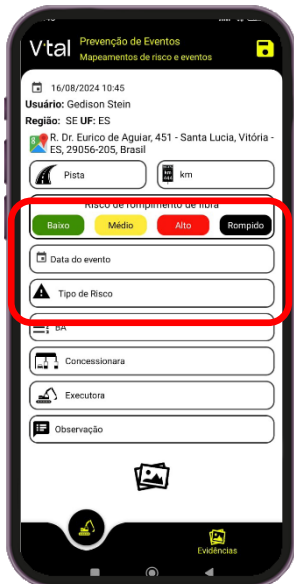 V.tal Prevenção de Eventos
Mapeamentos de risco e eventos
16/08/2024 10:45
Usuário: Gedison Stein
Região: SE UF: ES
R. Dr. Eurico de Aguiar, 451 - Santa Lucia, Vitória -
ES, 29056-205, Brasil
Pista km
Risco de rompimento de fibra
Baixo Médio Alto Rompido
Data do evento
Tipo de Risco
BA
Concessionara
Executora
Observação
Evidências